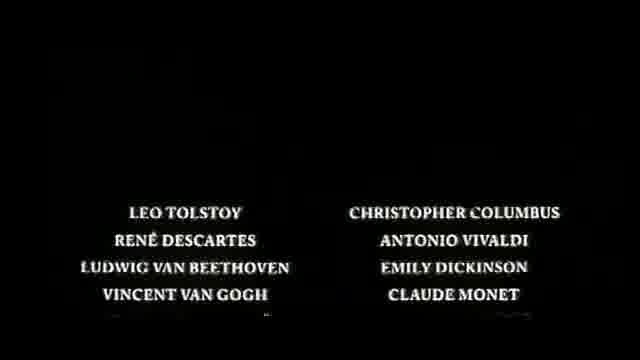 LEO TOLSTOY
RENÉ DESCARTES
LUDWIG VAN BEETHOVEN
VINCENT VAN GOGH
CHRISTOPHER COLUMBUS
ANTONIO VIVALDI
EMILY DICKINSON
CLAUDE MONET